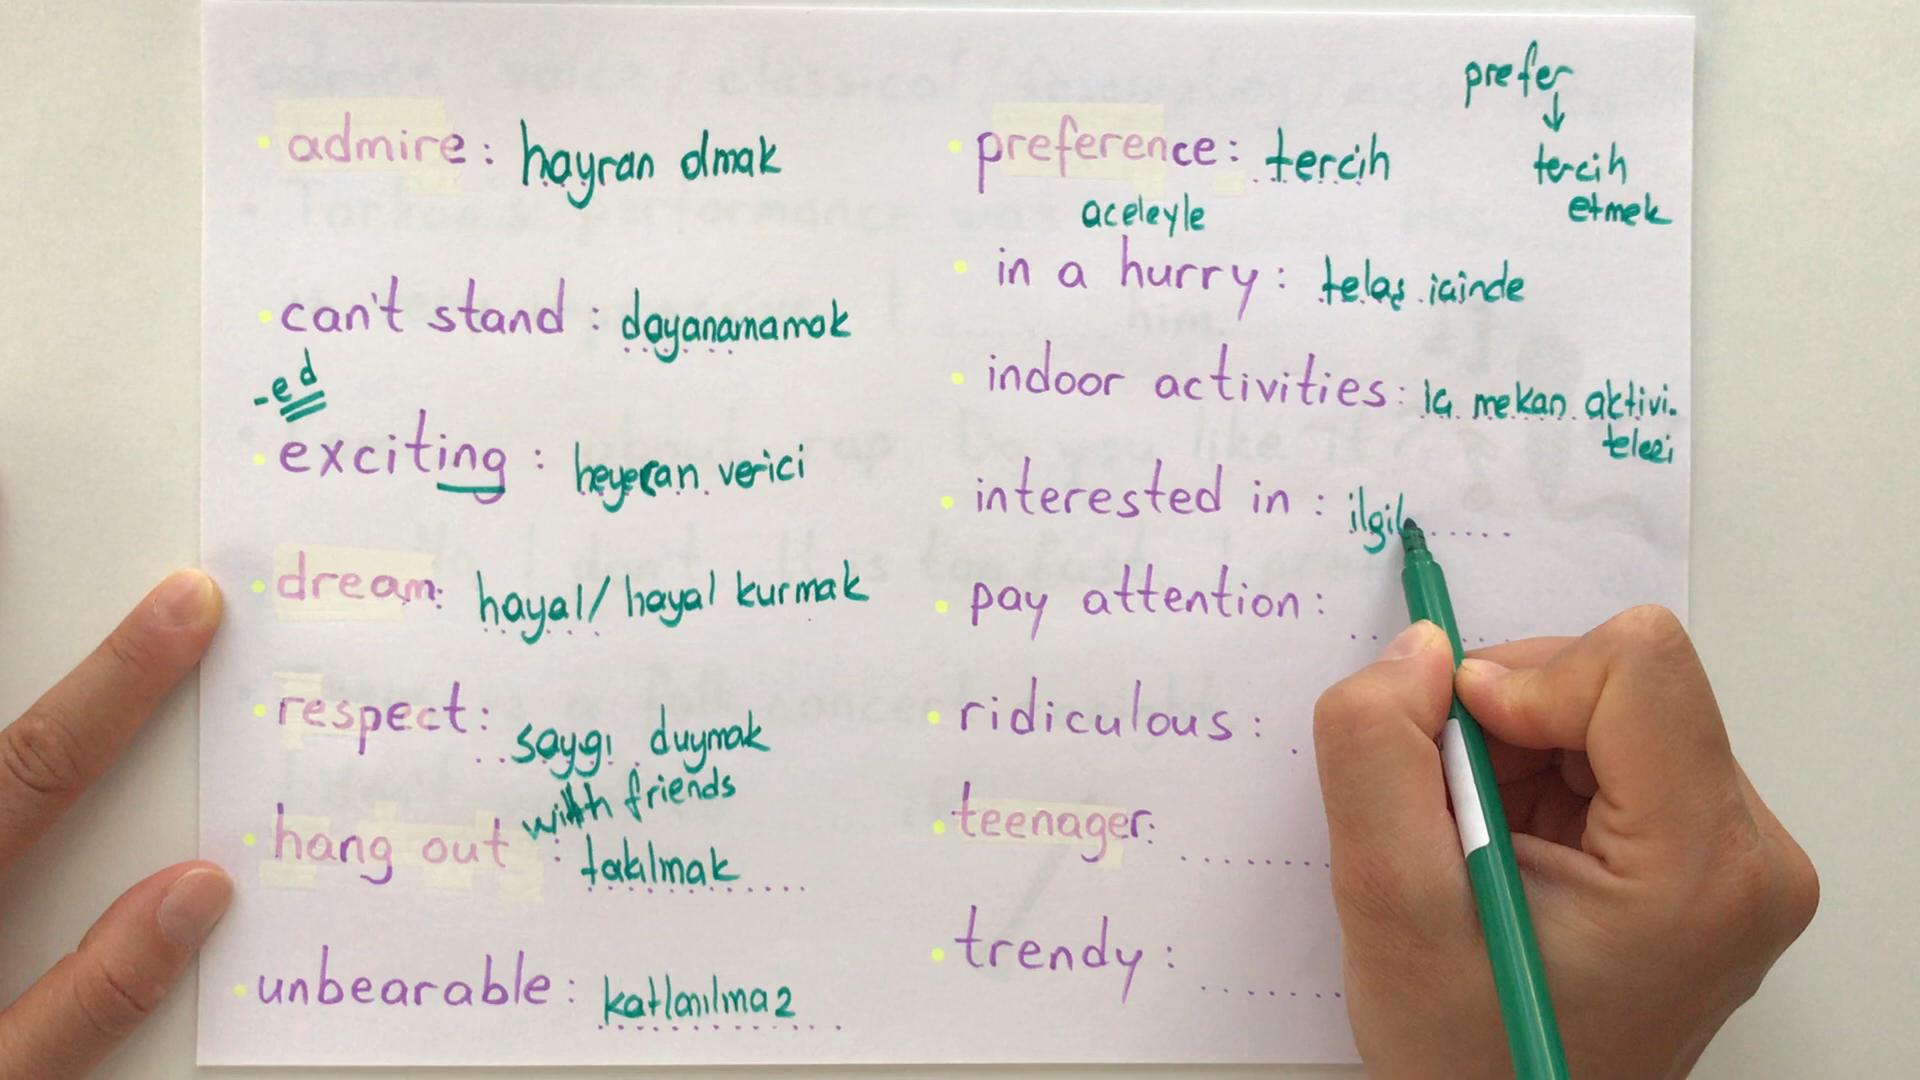 admire: hayran olmak
can't stand: dayanamamak
-ed
exciting: heyecan verici
dream: hayal/hayal kurmak
respect: saygı duymak
with friends
hang out: takılmak
unbearable: katlanılmaz
prefer
↓
tercih
etmek
preference: tercih
aceleyle
in a hurry: telaş içinde
indoor activities: iç mekan aktivi-
teleri
interested in: ilgil
pay attention:
ridiculous:
teenager:
trendy: